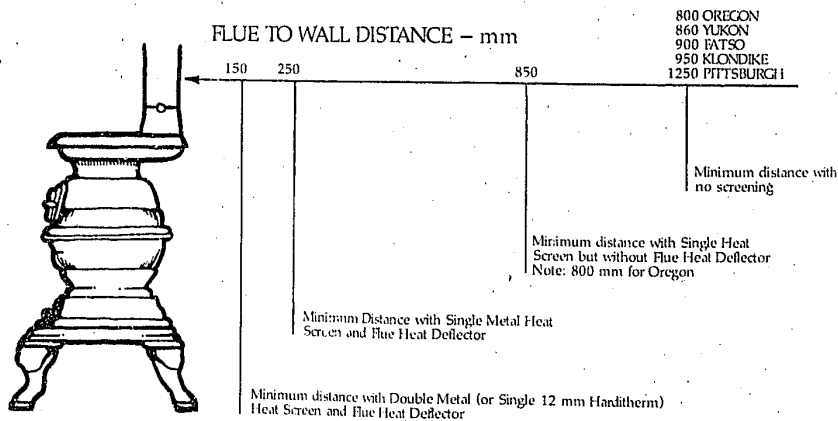 FLUE TO WALL DISTANCE – mm
800 OREGON
860 YUKON
900 FATSO
950 KLONDIKE
1250 PITTSBURGH
150 250 850
Minimum distance with
no screening
Minimum distance with Single Heat
Screen but without Flue Heat Deflector
Note: 800 mm for Oregon
Minimum Distance with Single Metal Heat
Screen and Flue Heat Deflector
Minimum distance with Double Metal (or Single 12 mm Harditherm)
Heat Screen and Flue Heat Deflector